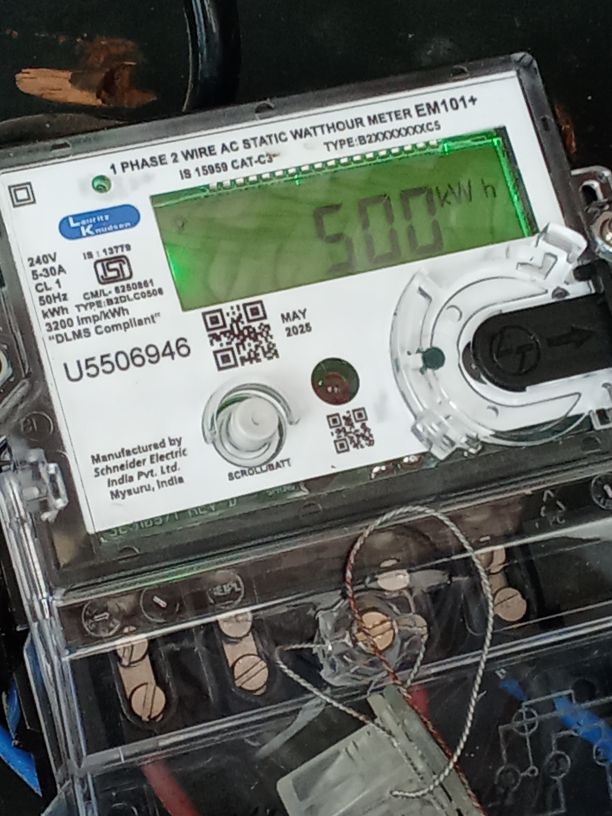 1 PHASE 2 WIRE AC STATIC WATTHOUR METER EM101+
IS 15959 CAT-C3
TYPE:B2XXXXXXXC5
Lauritz
Knudsen
500 kWh
240V
5-30A
CL 1
50Hz
kWh
3200 imp/kWh
"DLMS Compliant"
IS : 13779
CM/L- 8250861
TYPE:B2DLC0506
U5506946
MAY
2025
SCROLL/BATT
Manufactured by
Schneider Electric
India Pvt. Ltd.
Mysuru, India